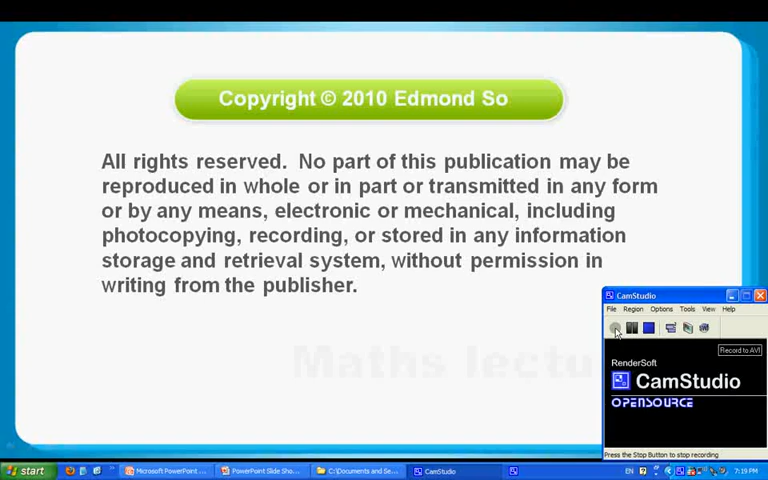 Copyright © 2010 Edmond So
All rights reserved. No part of this publication may be
reproduced in whole or in part or transmitted in any form
or by any means, electronic or mechanical, including
photocopying, recording, or stored in any information
storage and retrieval system, without permission in
writing from the publisher.
Maths lectu
CamStudio
File Region Options Tools View Help
Record to AVI
RenderSoft
CamStudio
OPENSOURCE
Press the Stop Button to stop recording
start
Microsoft PowerPoint ...
PowerPoint Slide Sho...
C:\Documents and Se...
CamStudio
EN
7:19 PM